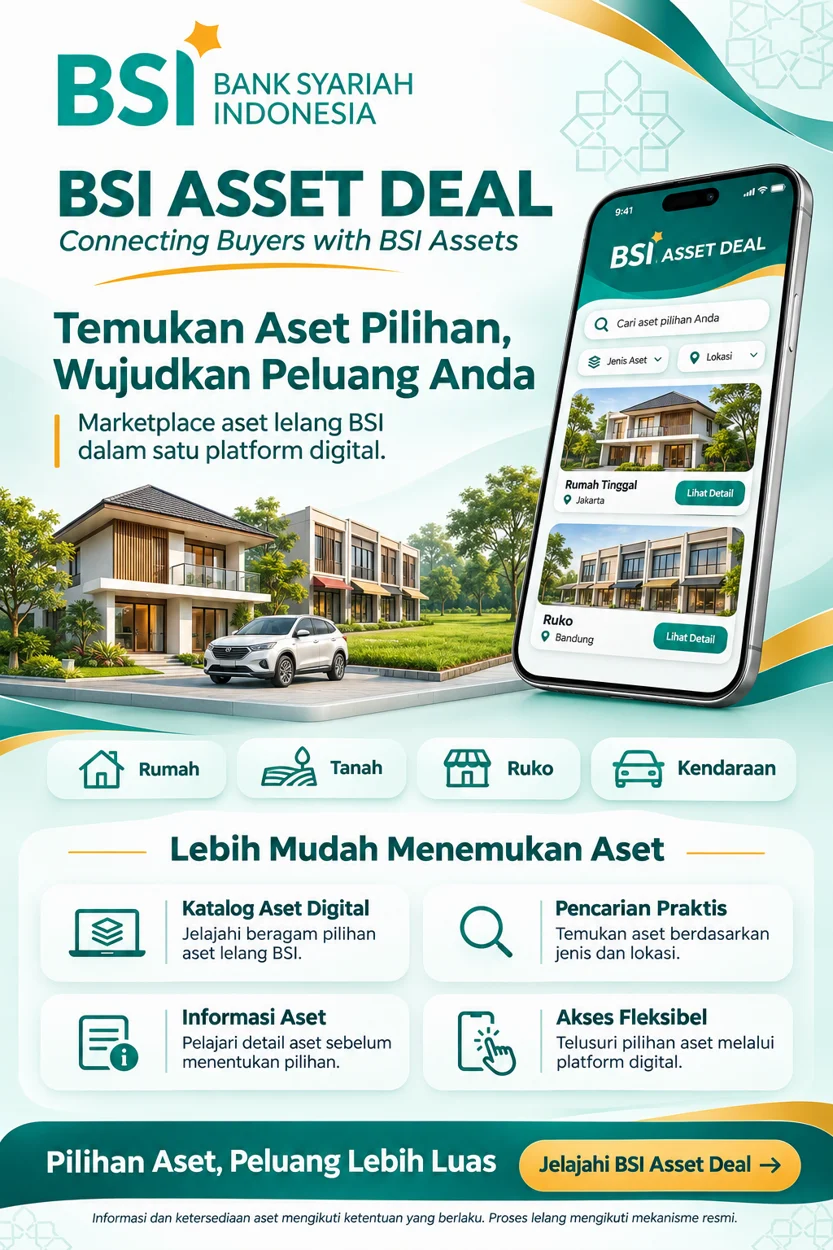 BSI BANK SYARIAH
INDONESIA
BSI ASSET DEAL
Connecting Buyers with BSI Assets
Temukan Aset Pilihan,
Wujudkan Peluang Anda
Marketplace aset lelang BSI
dalam satu platform digital.
9:41
BSI ASSET DEAL
Cari aset pilihan Anda
Jenis Aset
Lokasi
Rumah Tinggal
Jakarta
Lihat Detail
Ruko
Bandung
Lihat Detail
Rumah
Tanah
Ruko
Kendaraan
Lebih Mudah Menemukan Aset
Katalog Aset Digital
Jelajahi beragam pilihan
aset lelang BSI.
Pencarian Praktis
Temukan aset berdasarkan
jenis dan lokasi.
Informasi Aset
Pelajari detail aset sebelum
menentukan pilihan.
Akses Fleksibel
Telusuri pilihan aset melalui
platform digital.
Pilihan Aset, Peluang Lebih Luas
Jelajahi BSI Asset Deal →
Informasi dan ketersediaan aset mengikuti ketentuan yang berlaku. Proses lelang mengikuti mekanisme resmi.